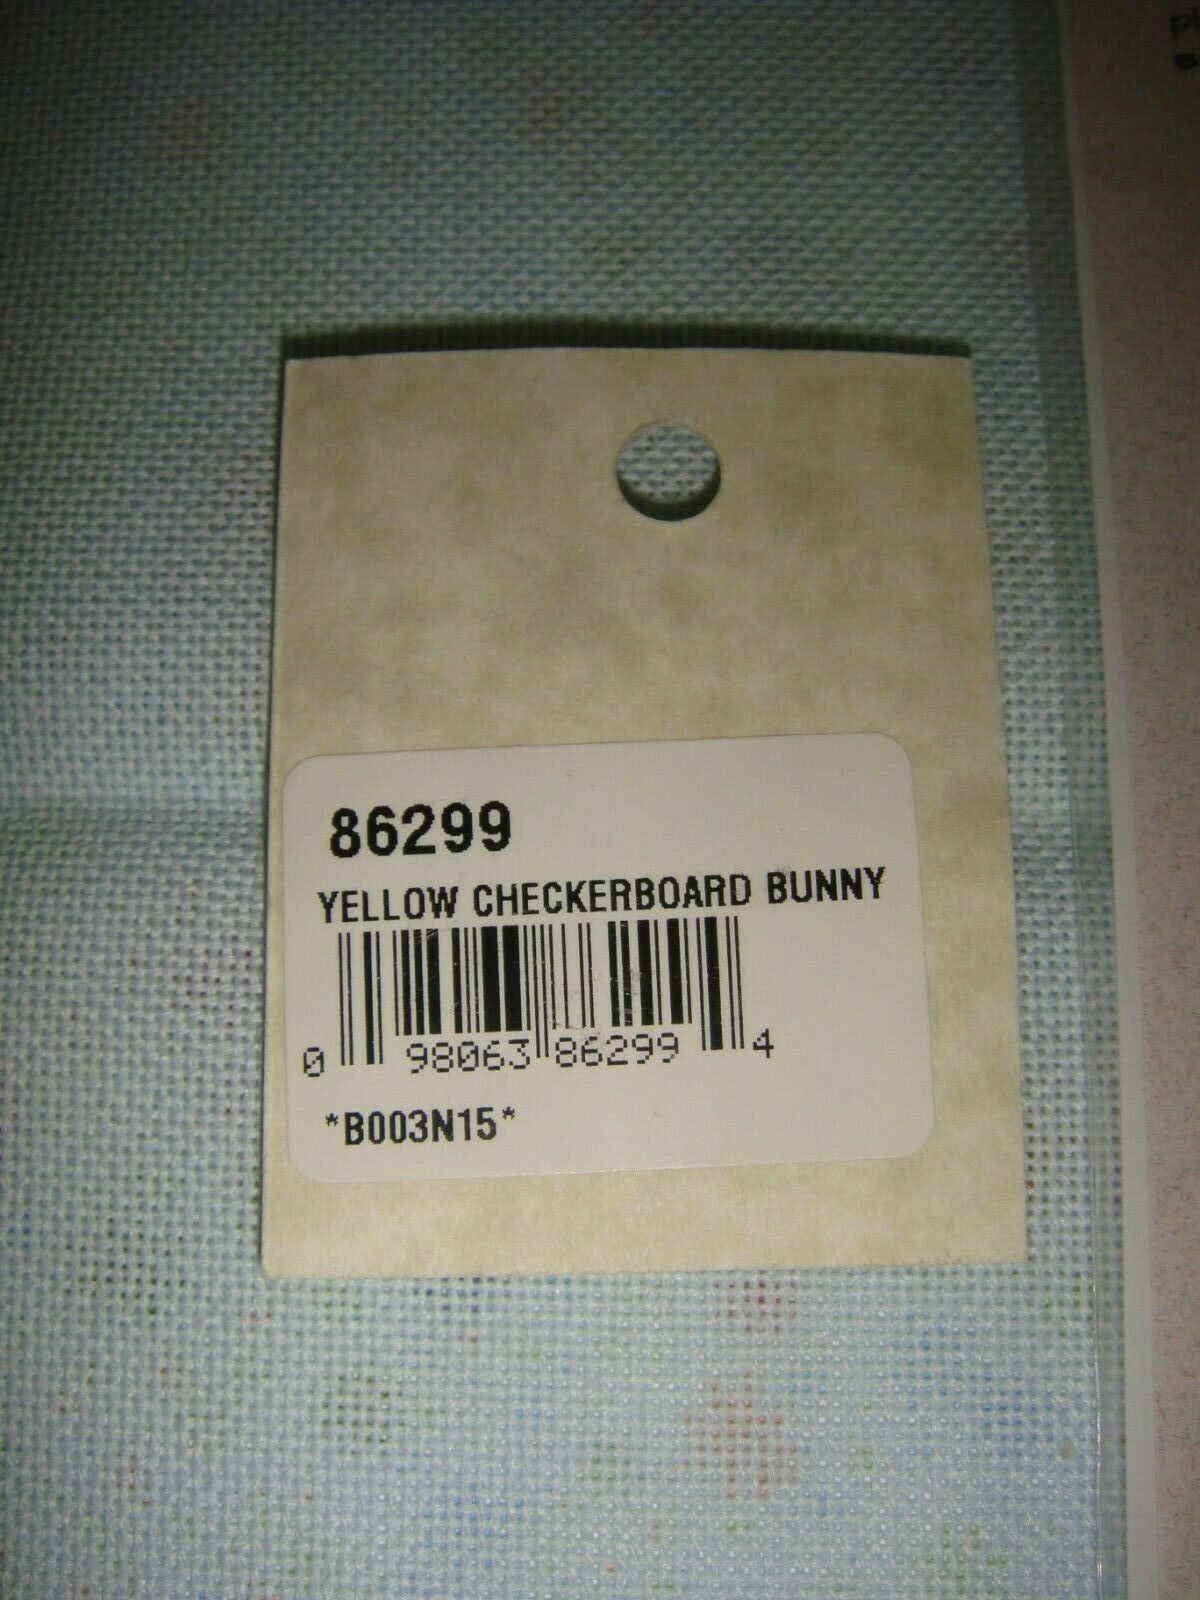 86299
YELLOW CHECKERBOARD BUNNY
0 98063 86299 4
*B003N15*